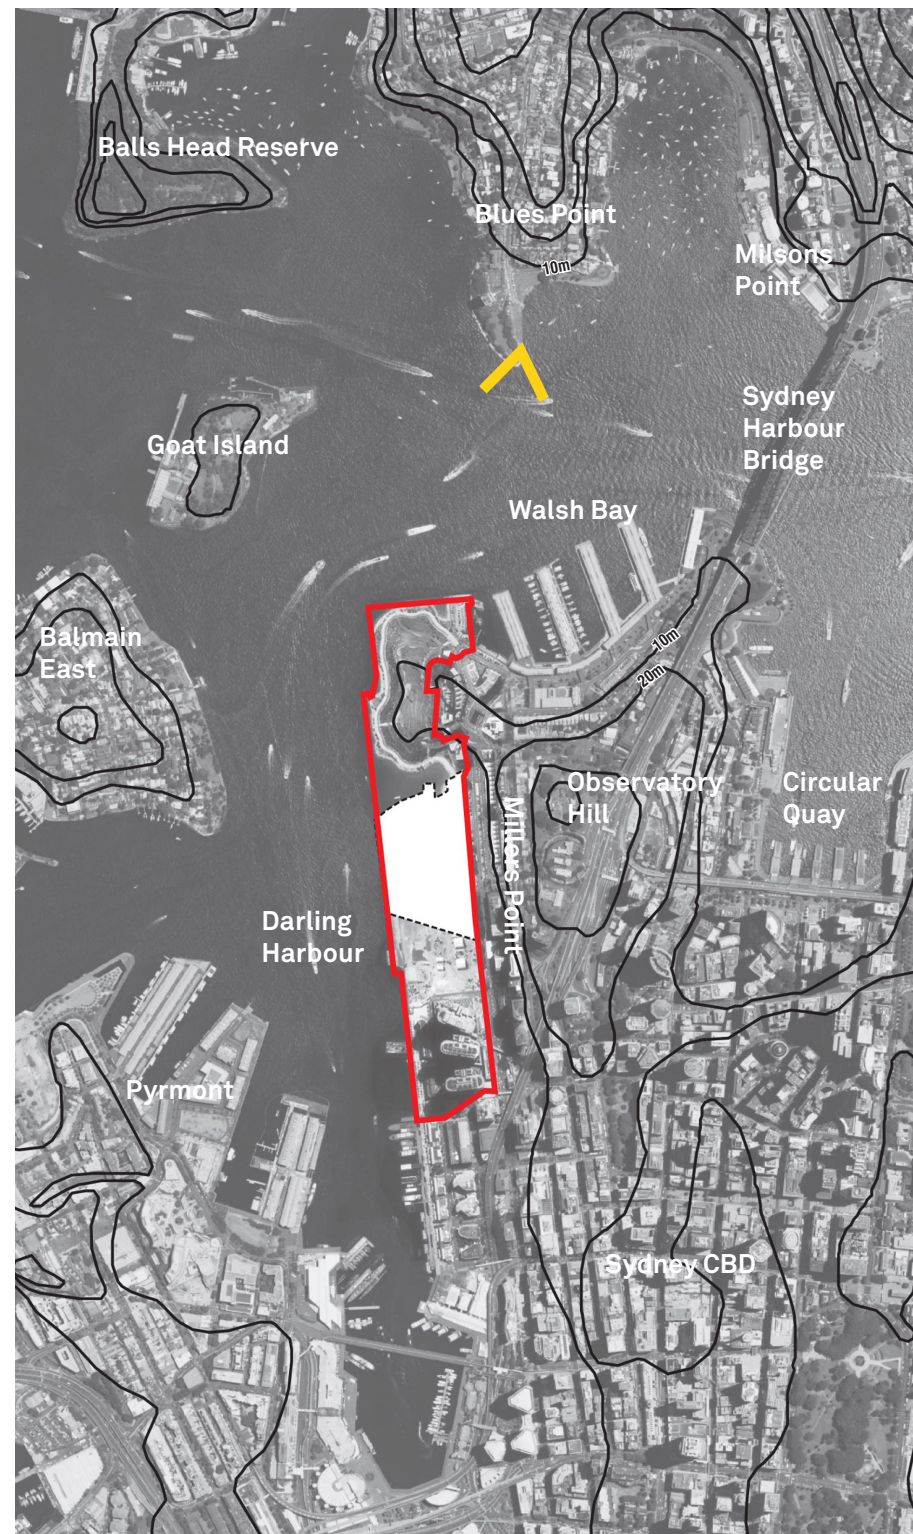 Balls Head Reserve
Blues Point
10m
Milsons
Point
Sydney
Harbour
Bridge
Goat Island
Walsh Bay
Balmain
East
10m
20m
Observatory
Hill
Circular
Quay
Millers Point
Darling
Harbour
Pyrmont
Sydney CBD